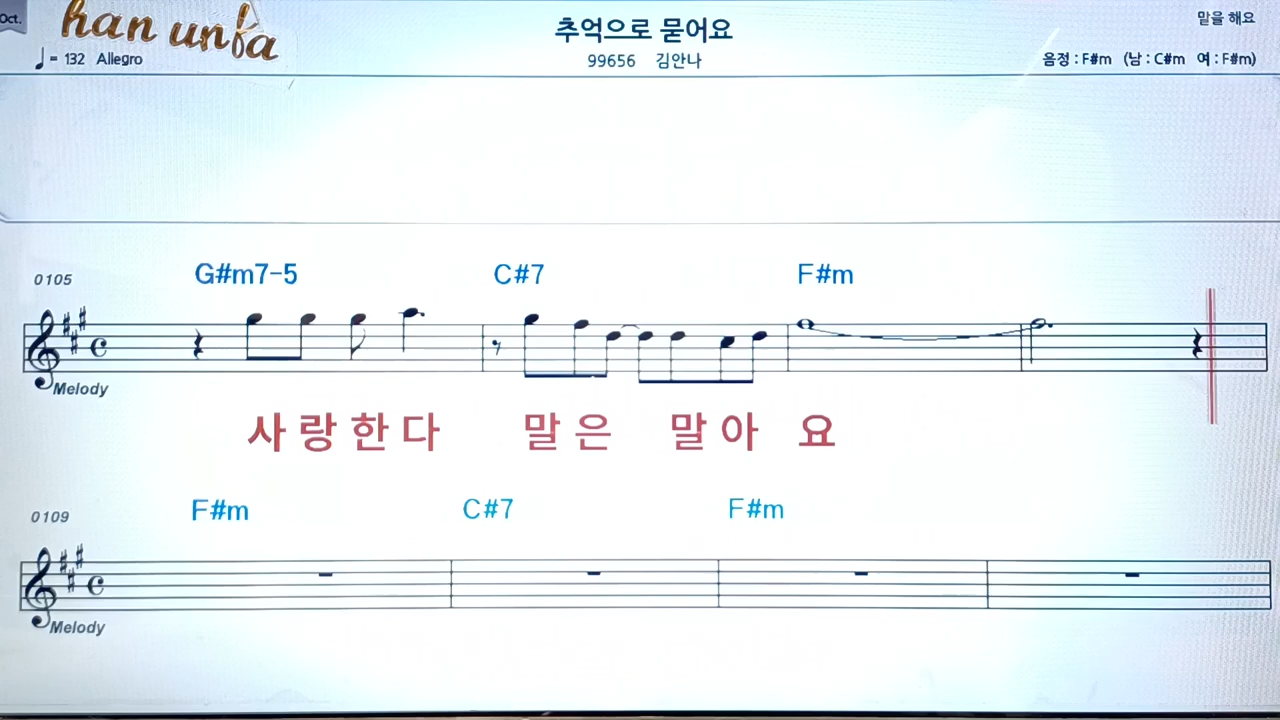 Oct.
han unfa
추억으로 묻어요
맡을 해요
♩= 132 Allegro
99656 김안나
음정 : F#m (남 : C#m 여 : F#m)
0105
G#m7-5 C#7 F#m
Melody
사랑한다 말은 말아 요
0109
F#m C#7 F#m
Melody